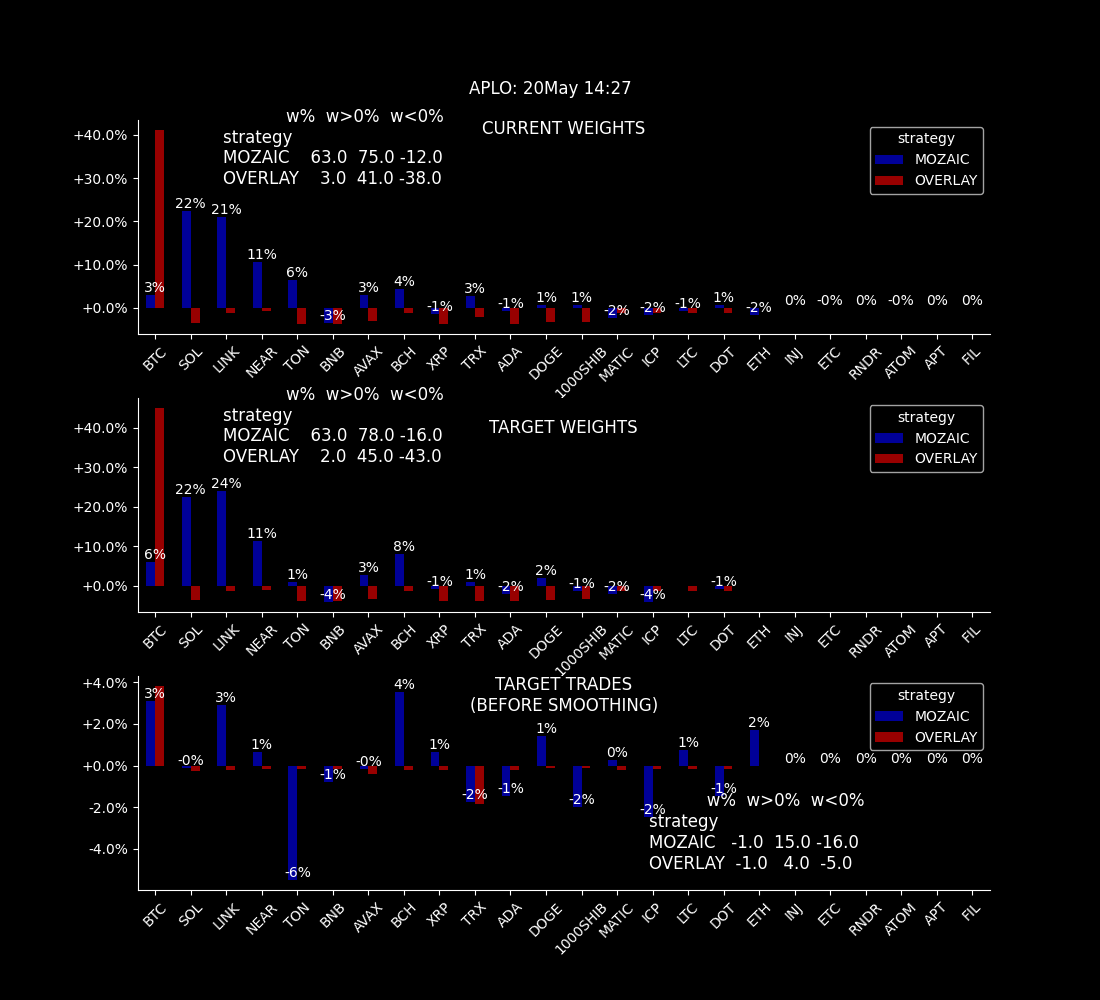 APLO: 20May 14:27
w%  w>0%  w<0%
strategy
MOZAIC    63.0  75.0 -12.0
OVERLAY    3.0  41.0 -38.0
CURRENT WEIGHTS
strategy
MOZAIC
OVERLAY
+40.0%
+30.0%
+20.0%
+10.0%
+0.0%
3% 22% 21% 11% 6% -3% 3% 4% -1% 3% -1% 1% 1% -2% -2% -1% 1% -2% 0% -0% 0% -0% 0% 0%
BTC SOL LINK NEAR TON BNB AVAX BCH XRP TRX ADA DOGE 1000SHIB MATIC ICP LTC DOT ETH INJ ETC RNDR ATOM APT FIL
w%  w>0%  w<0%
strategy
MOZAIC    63.0  78.0 -16.0
OVERLAY    2.0  45.0 -43.0
TARGET WEIGHTS
strategy
MOZAIC
OVERLAY
+40.0%
+30.0%
+20.0%
+10.0%
+0.0%
6% 22% 24% 11% 1% -4% 3% 8% -1% 1% -2% 2% -1% -2% -4% -1%
BTC SOL LINK NEAR TON BNB AVAX BCH XRP TRX ADA DOGE 1000SHIB MATIC ICP LTC DOT ETH INJ ETC RNDR ATOM APT FIL
TARGET TRADES
(BEFORE SMOOTHING)
strategy
MOZAIC
OVERLAY
+4.0%
+2.0%
+0.0%
-2.0%
-4.0%
3% -0% 3% 1% -6% -1% -0% 4% 1% -2% -1% 1% -2% 0% -2% 1% -1% 2% 0% 0% 0% 0% 0% 0%
w%  w>0%  w<0%
strategy
MOZAIC   -1.0  15.0 -16.0
OVERLAY  -1.0   4.0  -5.0
BTC SOL LINK NEAR TON BNB AVAX BCH XRP TRX ADA DOGE 1000SHIB MATIC ICP LTC DOT ETH INJ ETC RNDR ATOM APT FIL